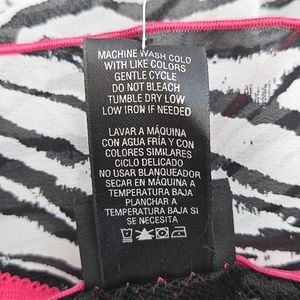 MACHINE WASH COLD
WITH LIKE COLORS
GENTLE CYCLE
DO NOT BLEACH
TUMBLE DRY LOW
LOW IRON IF NEEDED
LAVAR A MÁQUINA
CON AGUA FRÍA Y CON
COLORES SIMILARES
CICLO DELICADO
NO USAR BLANQUEADOR
SECAR EN MÁQUINA A
TEMPERATURA BAJA
PLANCHAR A
TEMPERATURA BAJA SI
SE NECESITA